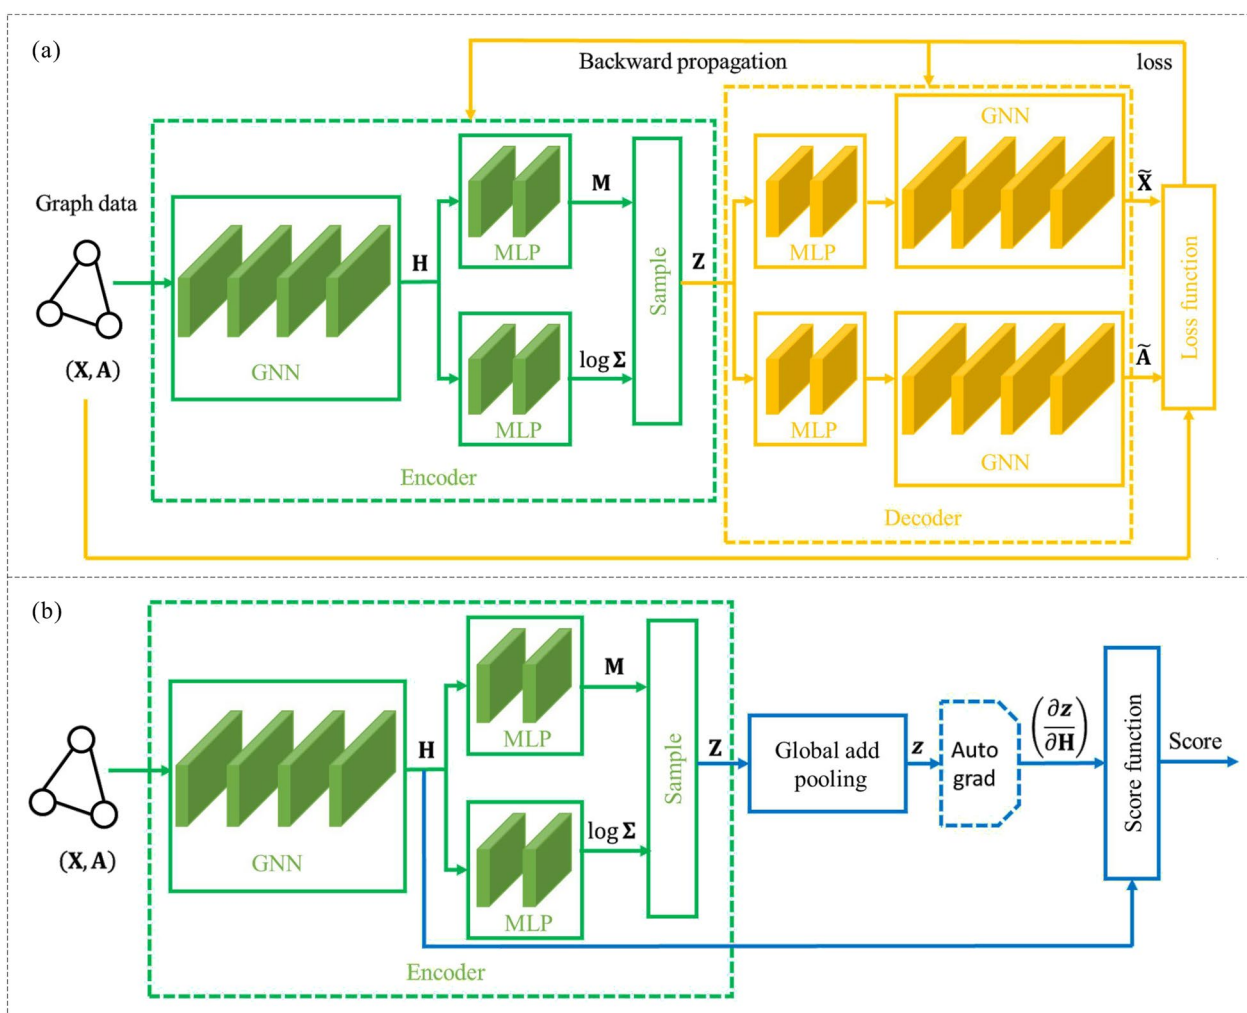 (a)
Backward propagation
loss
GNN
Graph data
M
X̃
MLP
MLP
H
Sample
Z
Loss function
(X, A)
GNN
log Σ
Ã
MLP
MLP
GNN
Encoder
Decoder
(b)
M
MLP
H
Sample
Z
Global add
pooling
z
Auto
grad
(∂z/∂H)
Score function
Score
(X, A)
GNN
log Σ
MLP
Encoder